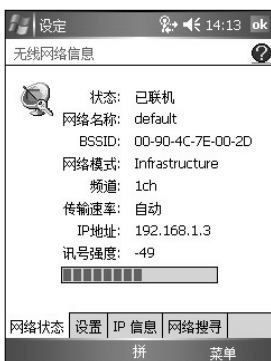 设定 14:13 ok
无线网络信息
状态: 已联机
网络名称: default
BSSID: 00-90-4C-7E-00-2D
网络模式: Infrastructure
频道: 1ch
传输速率: 自动
IP地址: 192.168.1.3
讯号强度: -49
网络状态 设置 IP 信息 网络搜寻
拼 菜单